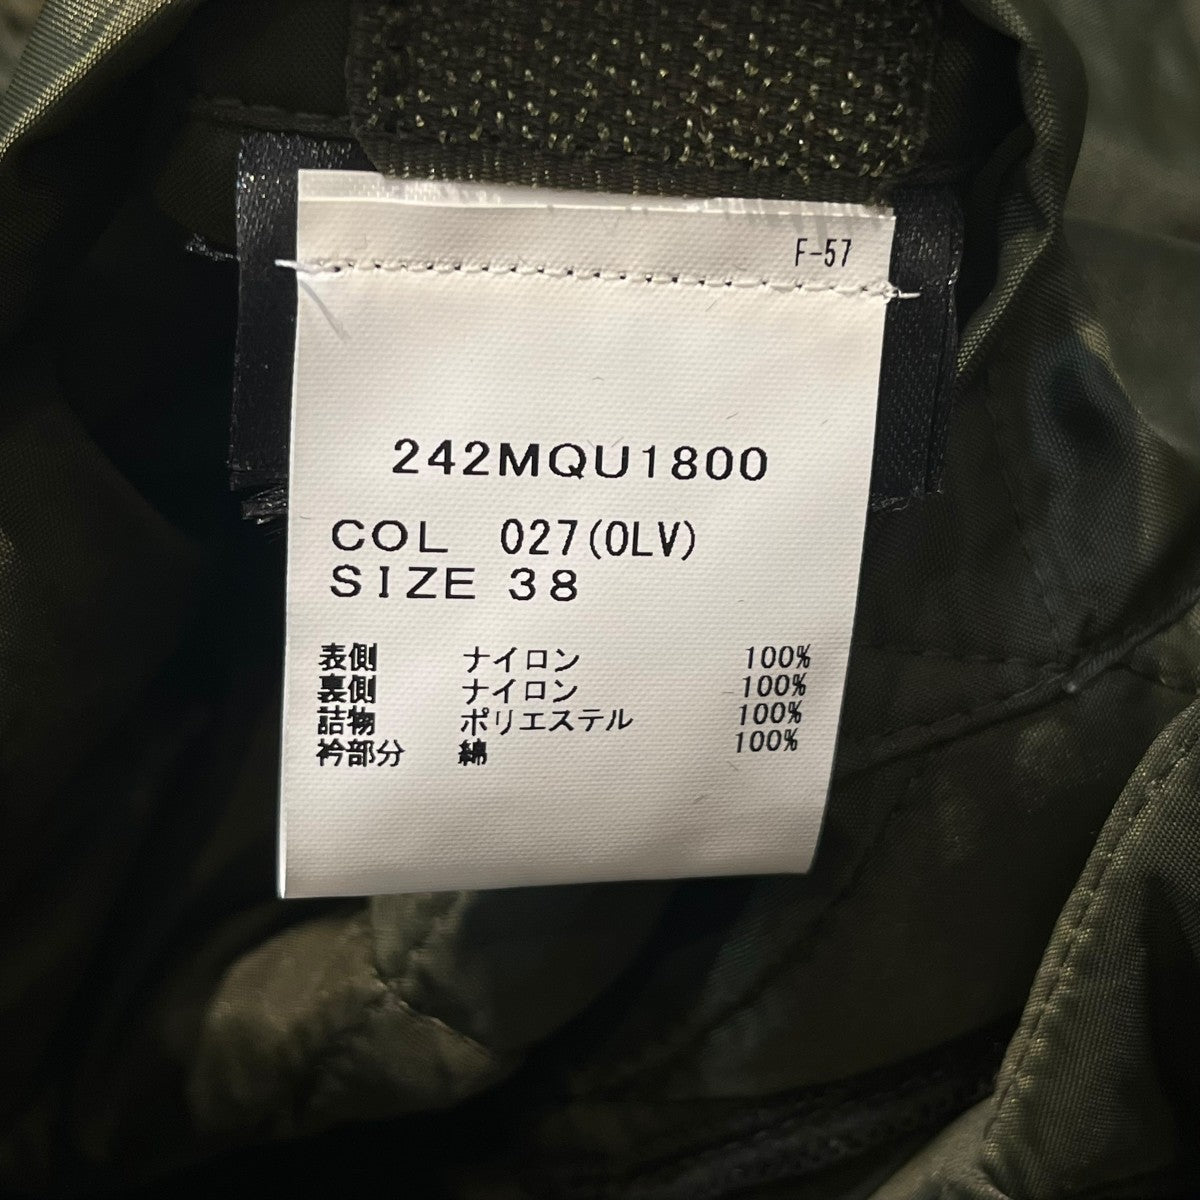 F-57
242MQU1800
COL 027(OLV)
SIZE 38
表側 ナイロン 100%
裏側 ナイロン 100%
詰物 ポリエステル 100%
衿部分 綿 100%